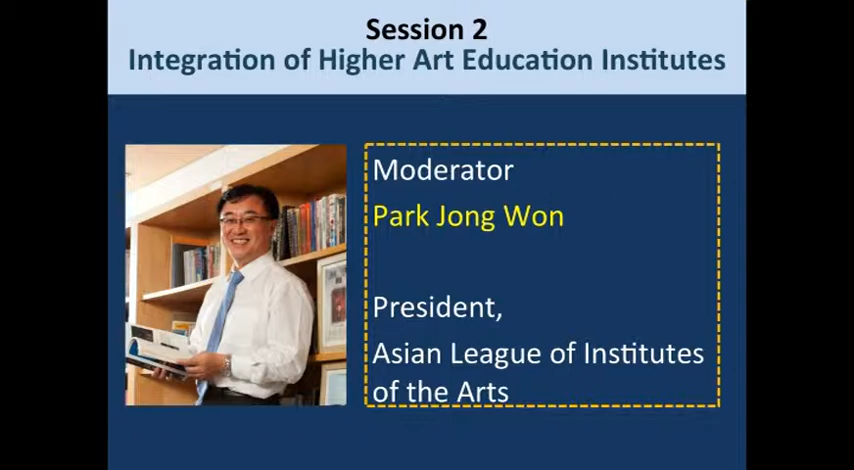 Session 2
Integration of Higher Art Education Institutes
Moderator
Park Jong Won
President,
Asian League of Institutes
of the Arts